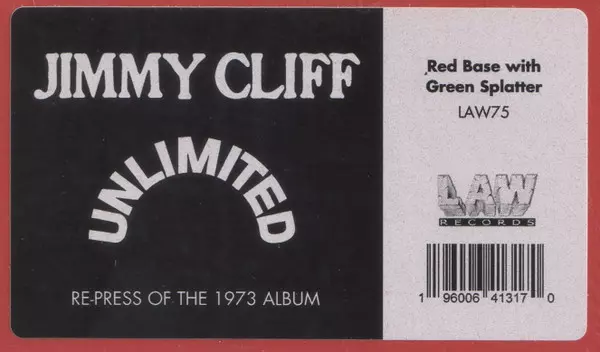 JIMMY CLIFF
UNLIMITED
RE-PRESS OF THE 1973 ALBUM
Red Base with
Green Splatter
LAW75
LAW
RECORDS
1 96006 41317 0